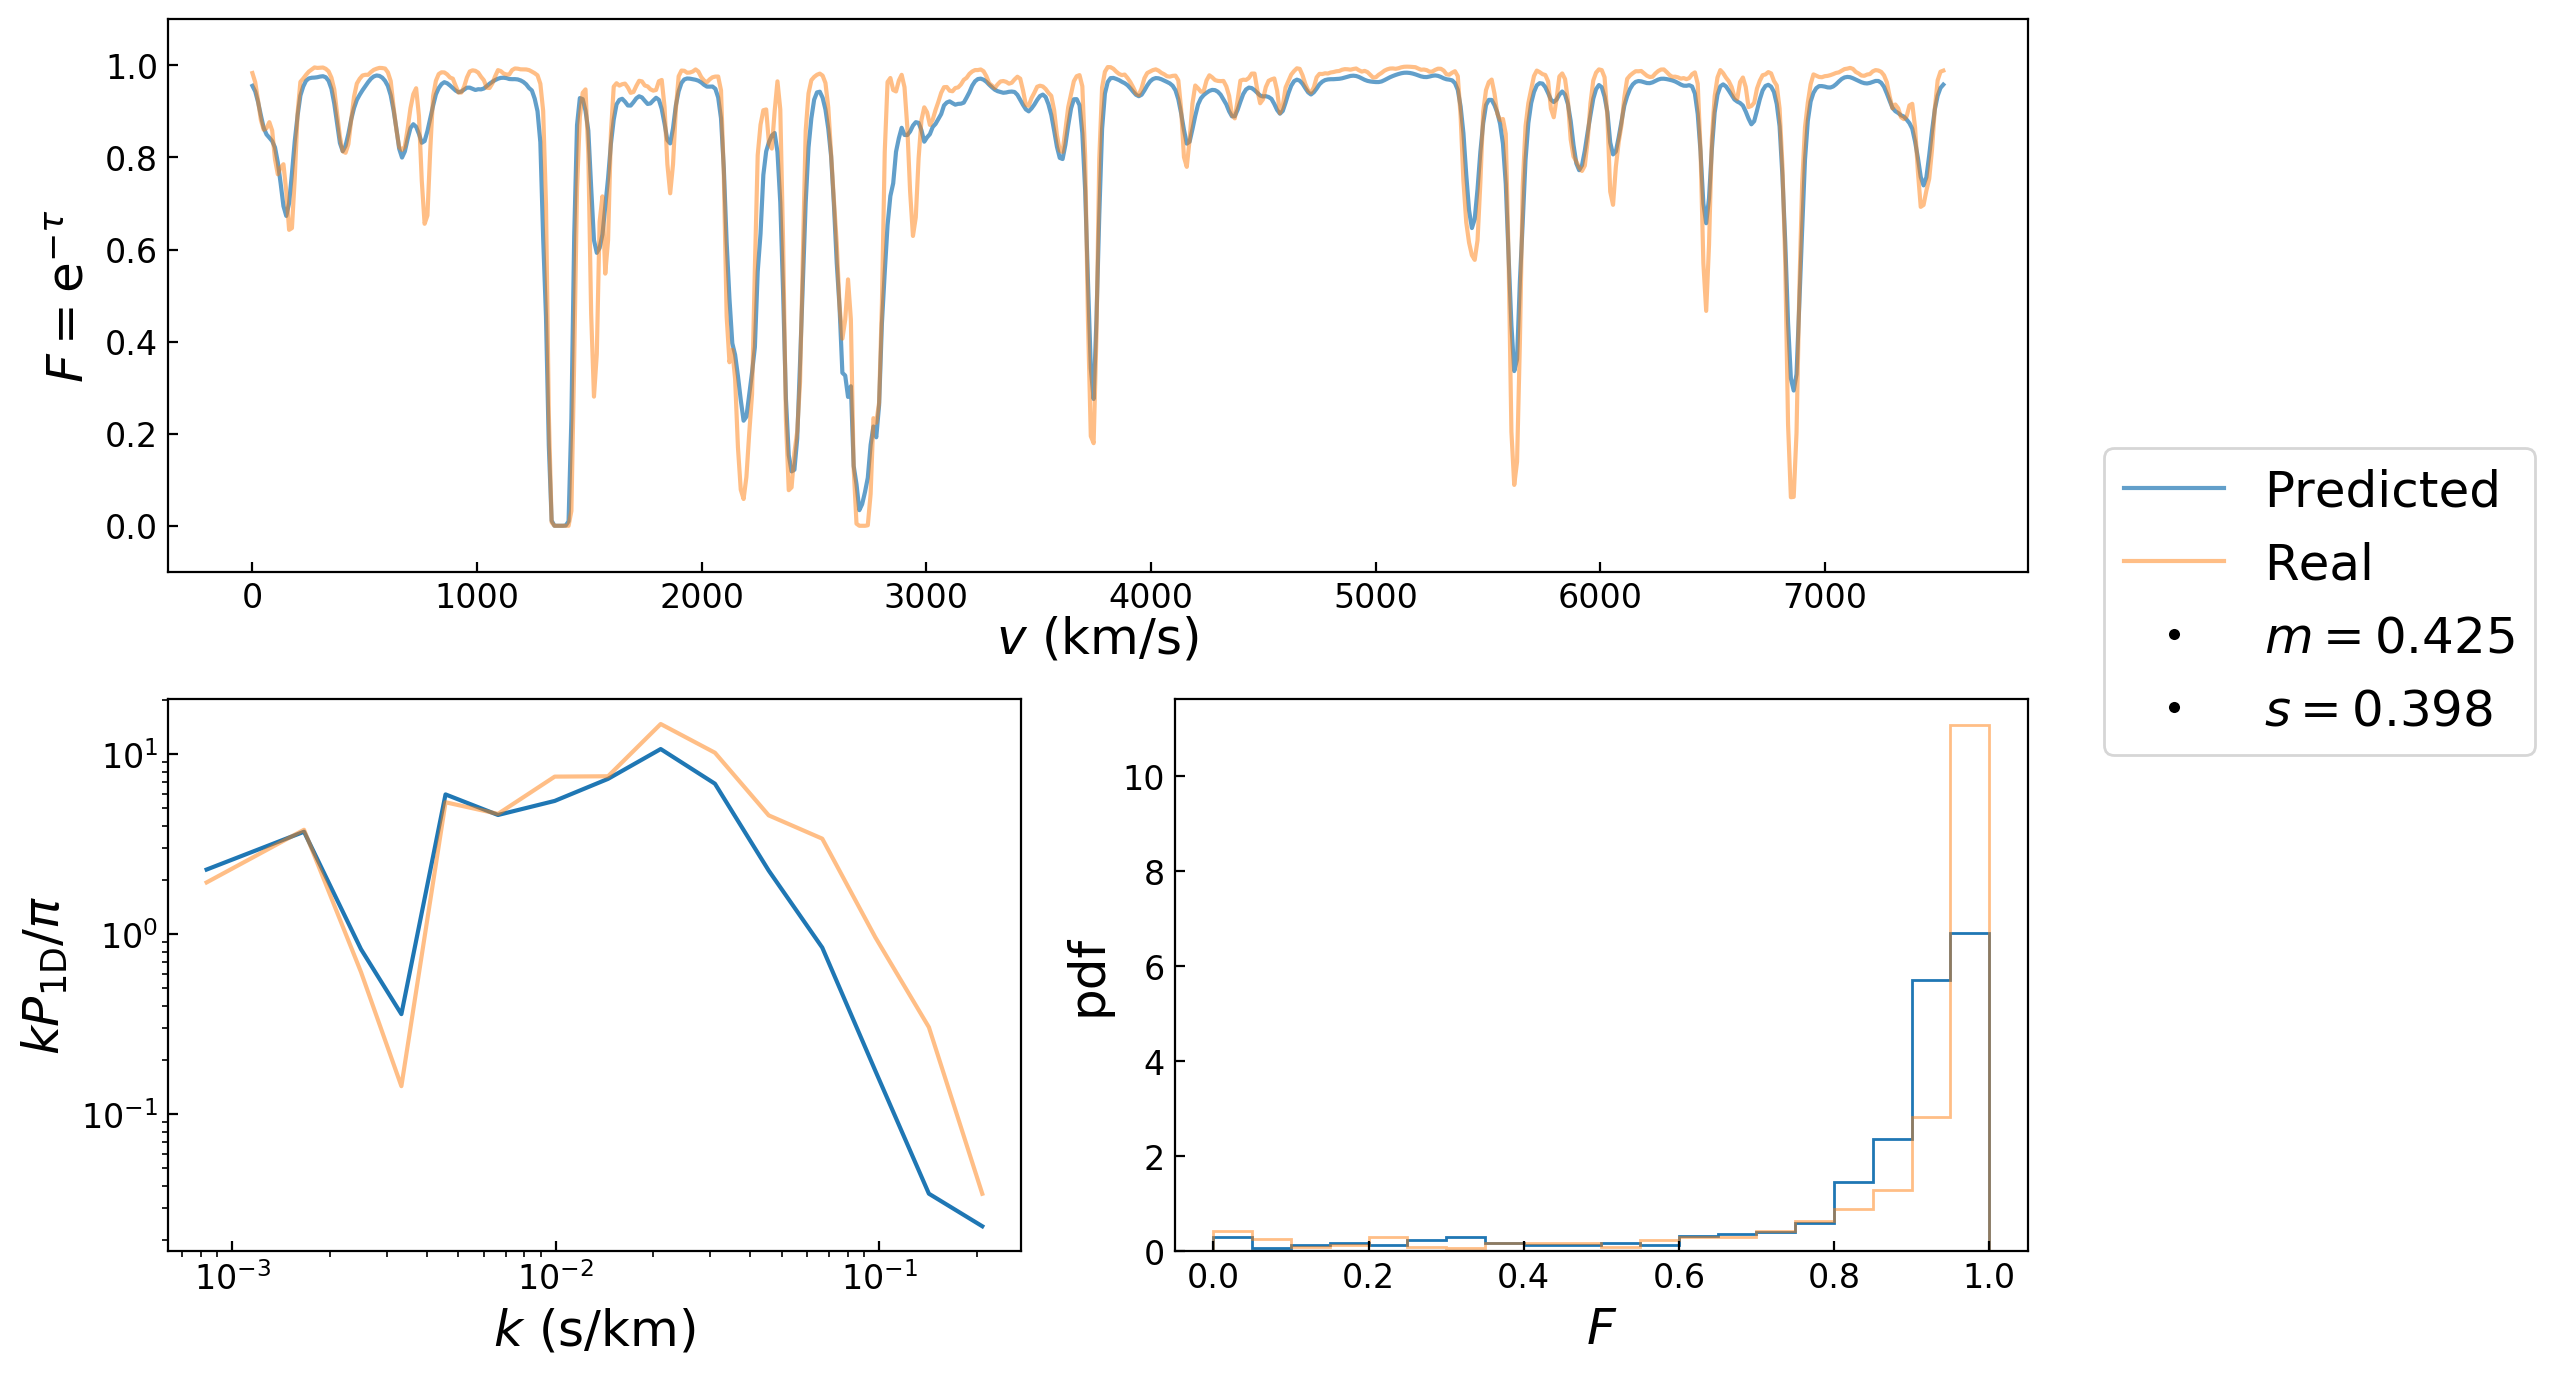 F = e^{−τ}
1.0
0.8
0.6
0.4
0.2
0.0
0 1000 2000 3000 4000 5000 6000 7000
v (km/s)
Predicted
Real
m = 0.425
s = 0.398
kP_{1D}/π
10^1
10^0
10^{−1}
10^{−3} 10^{−2} 10^{−1}
k (s/km)
pdf
10
8
6
4
2
0
0.0 0.2 0.4 0.6 0.8 1.0
F